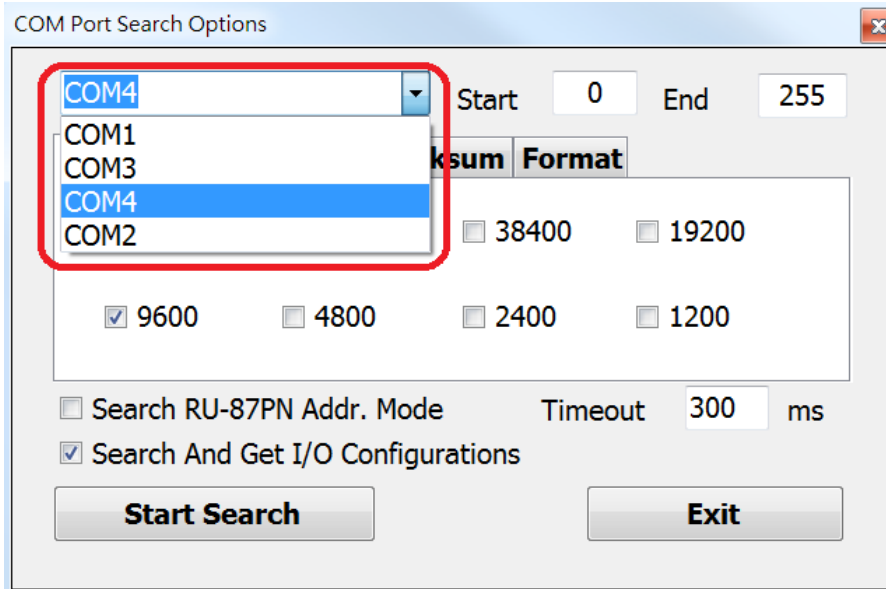 COM Port Search Options
COM4 Start 0 End 255
COM1
COM3 ksum Format
COM4
COM2 38400 19200
9600 4800 2400 1200
Search RU-87PN Addr. Mode Timeout 300 ms
Search And Get I/O Configurations
Start Search Exit